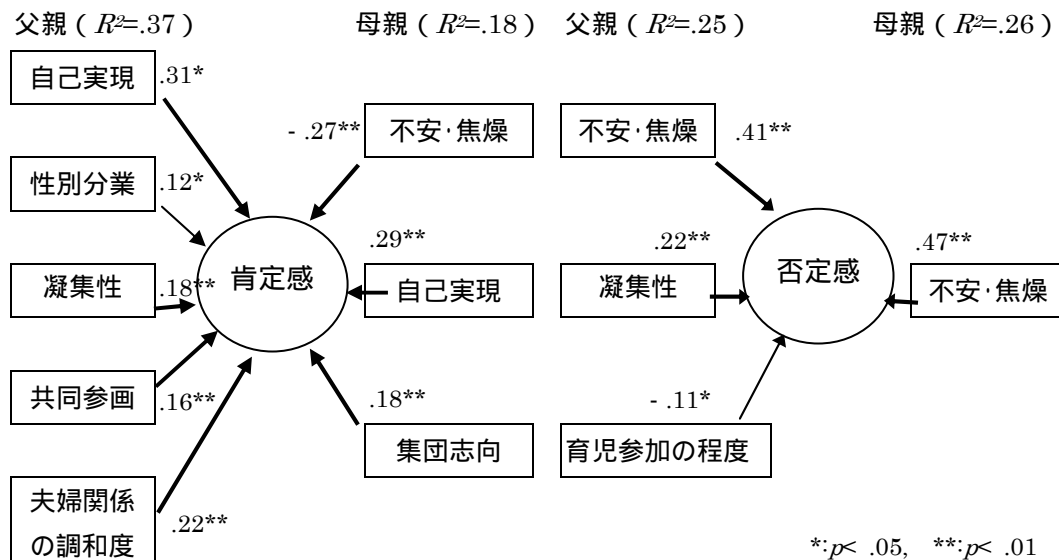 父親（R²=.37）
母親（R²=.18）
父親（R²=.25）
母親（R²=.26）
自己実現
.31*
性別分業
.12*
凝集性
.18**
共同参画
.16**
夫婦関係
の調和度
.22**
肯定感
- .27**
不安·焦燥
.29**
自己実現
.18**
集団志向
不安·焦燥
.41**
凝集性
.22**
育児参加の程度
- .11*
否定感
.47**
不安·焦燥
*:p< .05, **:p< .01